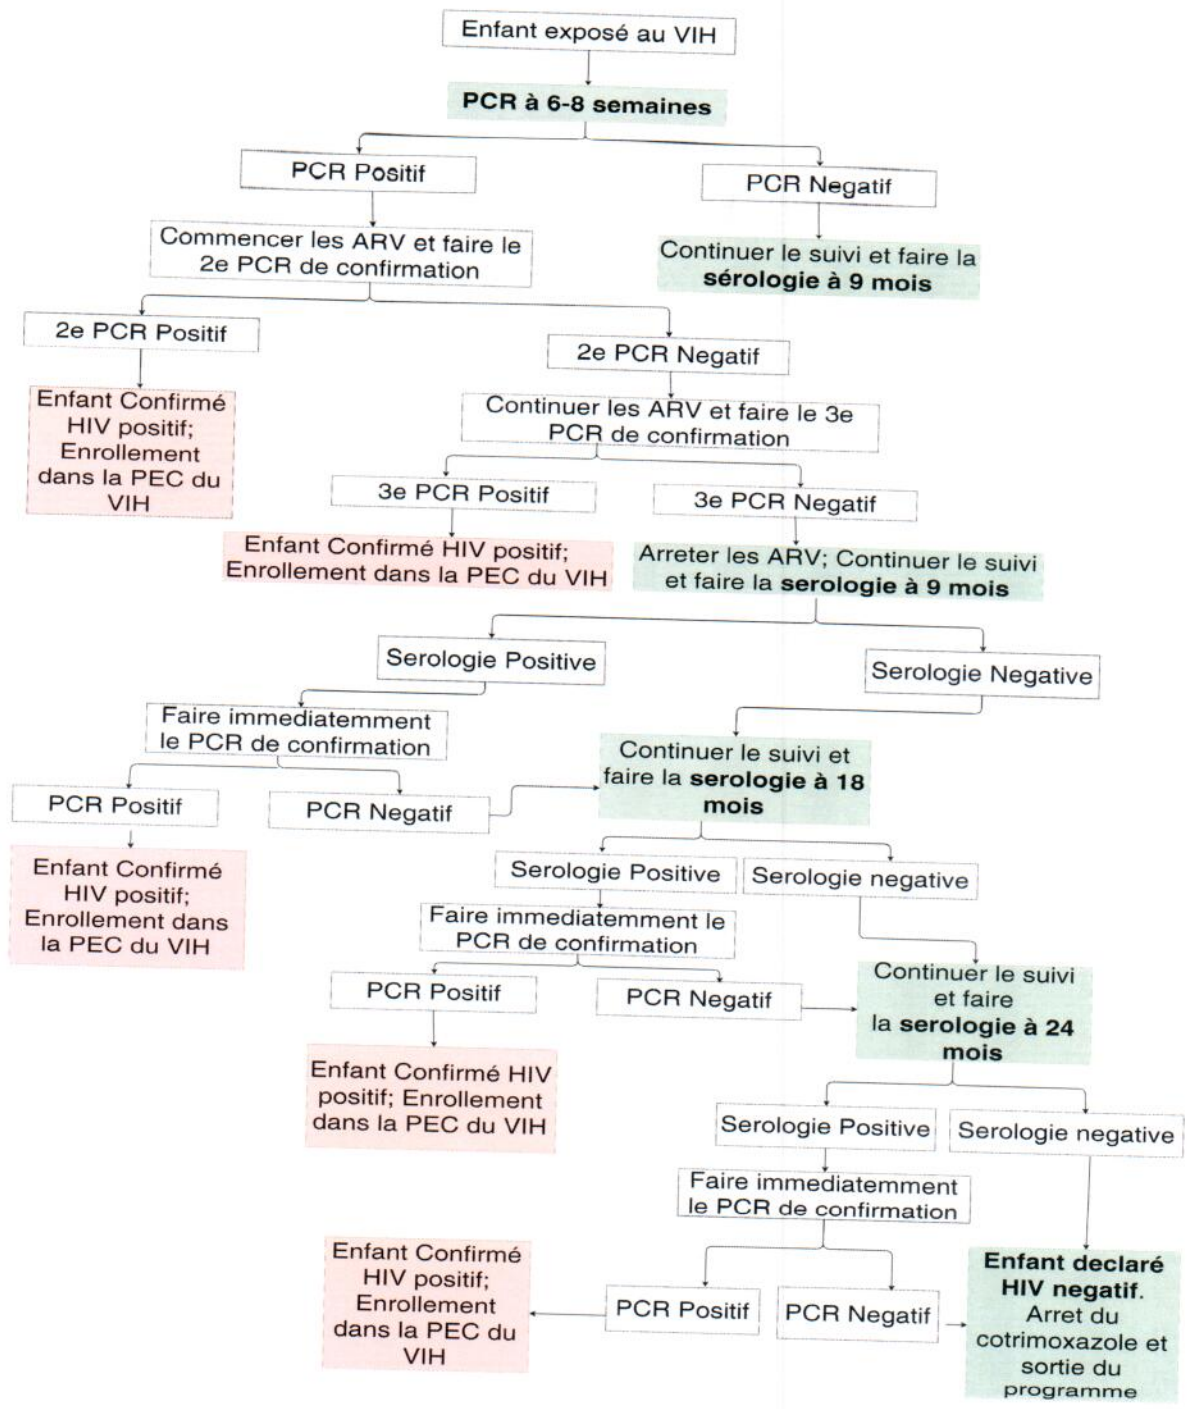 Enfant exposé au VIH
PCR à 6-8 semaines
PCR Positif
PCR Negatif
Commencer les ARV et faire le
2e PCR de confirmation
Continuer le suivi et faire la
sérologie à 9 mois
2e PCR Positif
2e PCR Negatif
Enfant Confirmé
HIV positif;
Enrollement
dans la PEC du
VIH
Continuer les ARV et faire le 3e
PCR de confirmation
3e PCR Positif
3e PCR Negatif
Enfant Confirmé HIV positif;
Enrollement dans la PEC du VIH
Arreter les ARV; Continuer le suivi
et faire la serologie à 9 mois
Serologie Positive
Serologie Negative
Faire immediatemment
le PCR de confirmation
Continuer le suivi et
faire la serologie à 18
mois
PCR Positif
PCR Negatif
Enfant Confirmé
HIV positif;
Enrollement dans
la PEC du VIH
Serologie Positive
Serologie negative
Faire immediatemment le
PCR de confirmation
PCR Positif
PCR Negatif
Continuer le suivi
et faire
la serologie à 24
mois
Enfant Confirmé HIV
positif; Enrollement
dans la PEC du VIH
Serologie Positive
Serologie negative
Faire immediatemment
le PCR de confirmation
Enfant Confirmé
HIV positif;
Enrollement
dans la PEC du
VIH
PCR Positif
PCR Negatif
Enfant declaré
HIV negatif.
Arret du
cotrimoxazole et
sortie du
programme